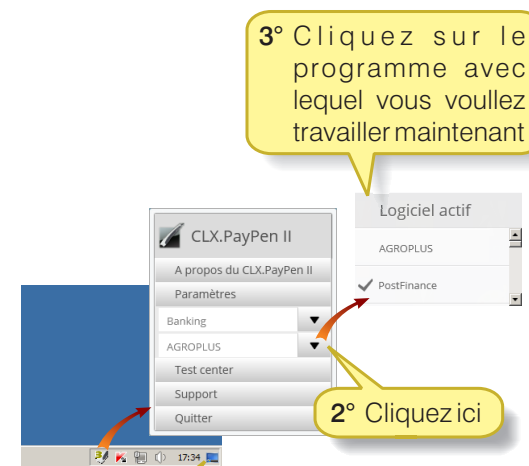 3° Cliquez sur le
programme avec
lequel vous voullez
travailler maintenant
Logiciel actif
AGROPLUS
PostFinance
CLX.PayPen II
A propos du CLX.PayPen II
Paramètres
Banking
AGROPLUS
Test center
Support
Quitter
2° Cliquez ici
17:34